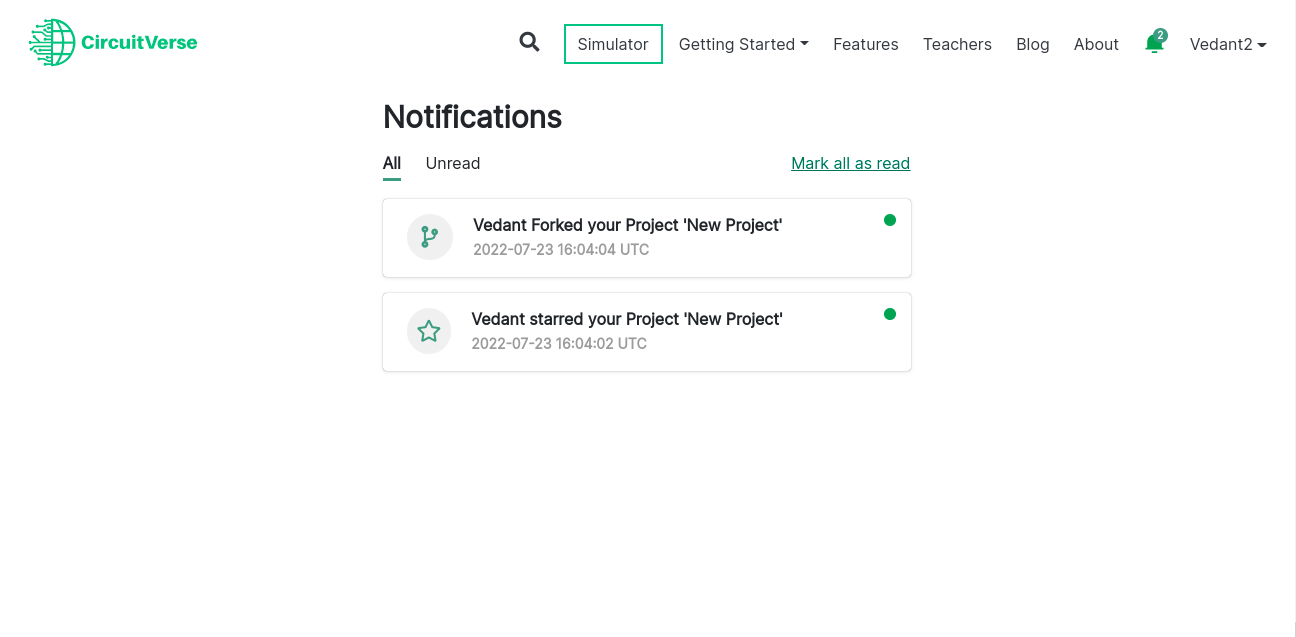 CircuitVerse
Simulator Getting Started Features Teachers Blog About 2 Vedant2
Notifications
All Unread Mark all as read
Vedant Forked your Project 'New Project'
2022-07-23 16:04:04 UTC
Vedant starred your Project 'New Project'
2022-07-23 16:04:02 UTC